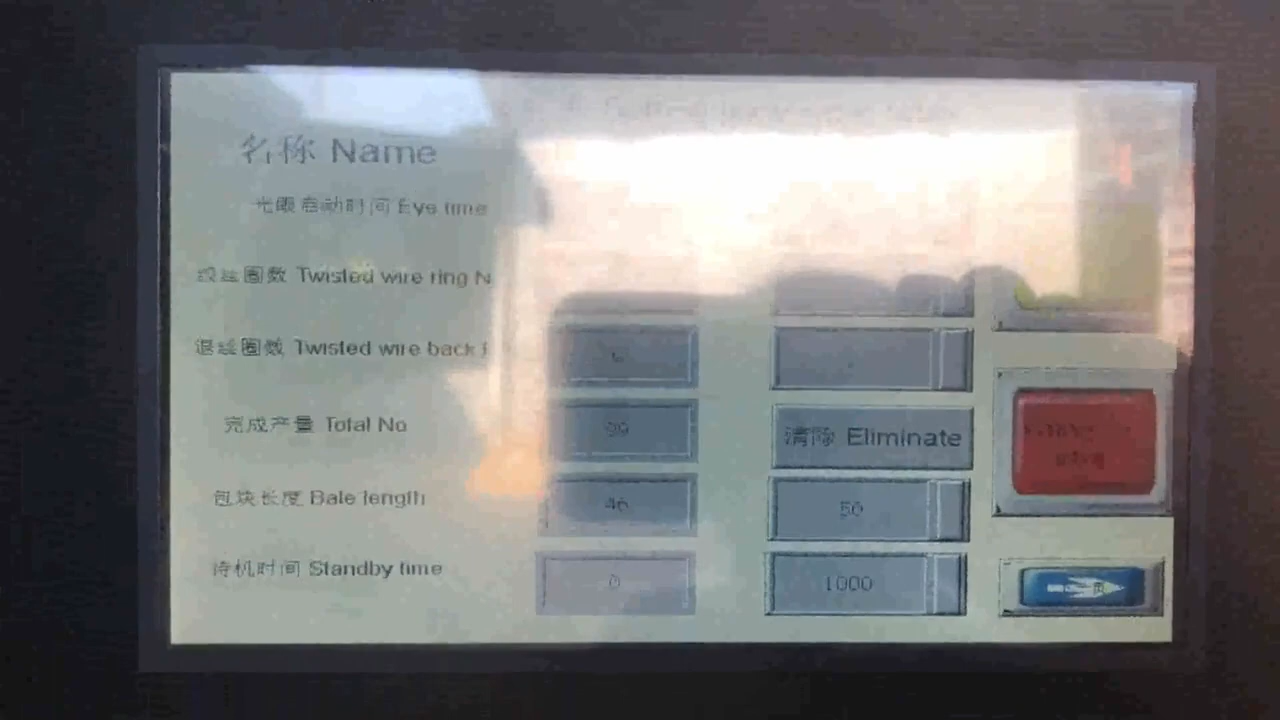 名称 Name
光眼启动时间 Eye time
绞丝圈数 Twisted wire ring N
退丝圈数 Twisted wire back
6
完成产量 Total No
99
清除 Eliminate
包块长度 Bale length
46
50
待机时间 Standby time
0
1000